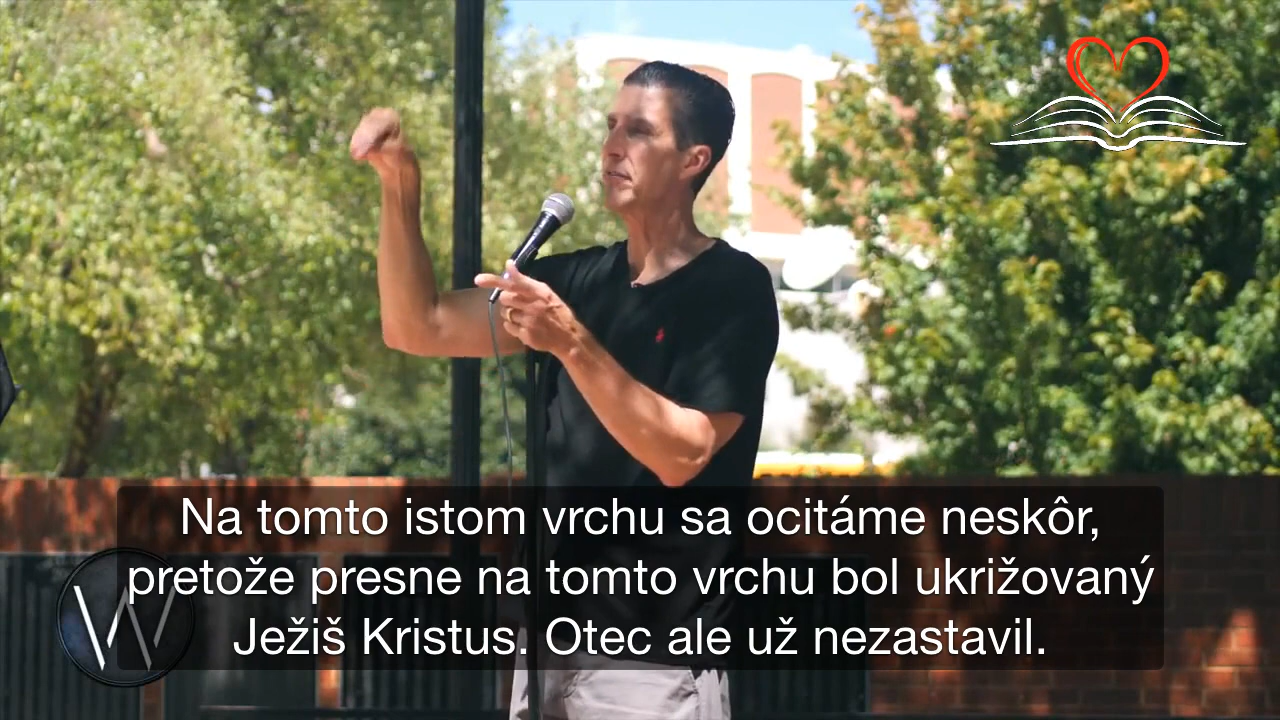 Na tomto istom vrchu sa ocitáme neskôr,
pretože presne na tomto vrchu bol ukrižovaný
Ježiš Kristus. Otec ale už nezastavil.
W